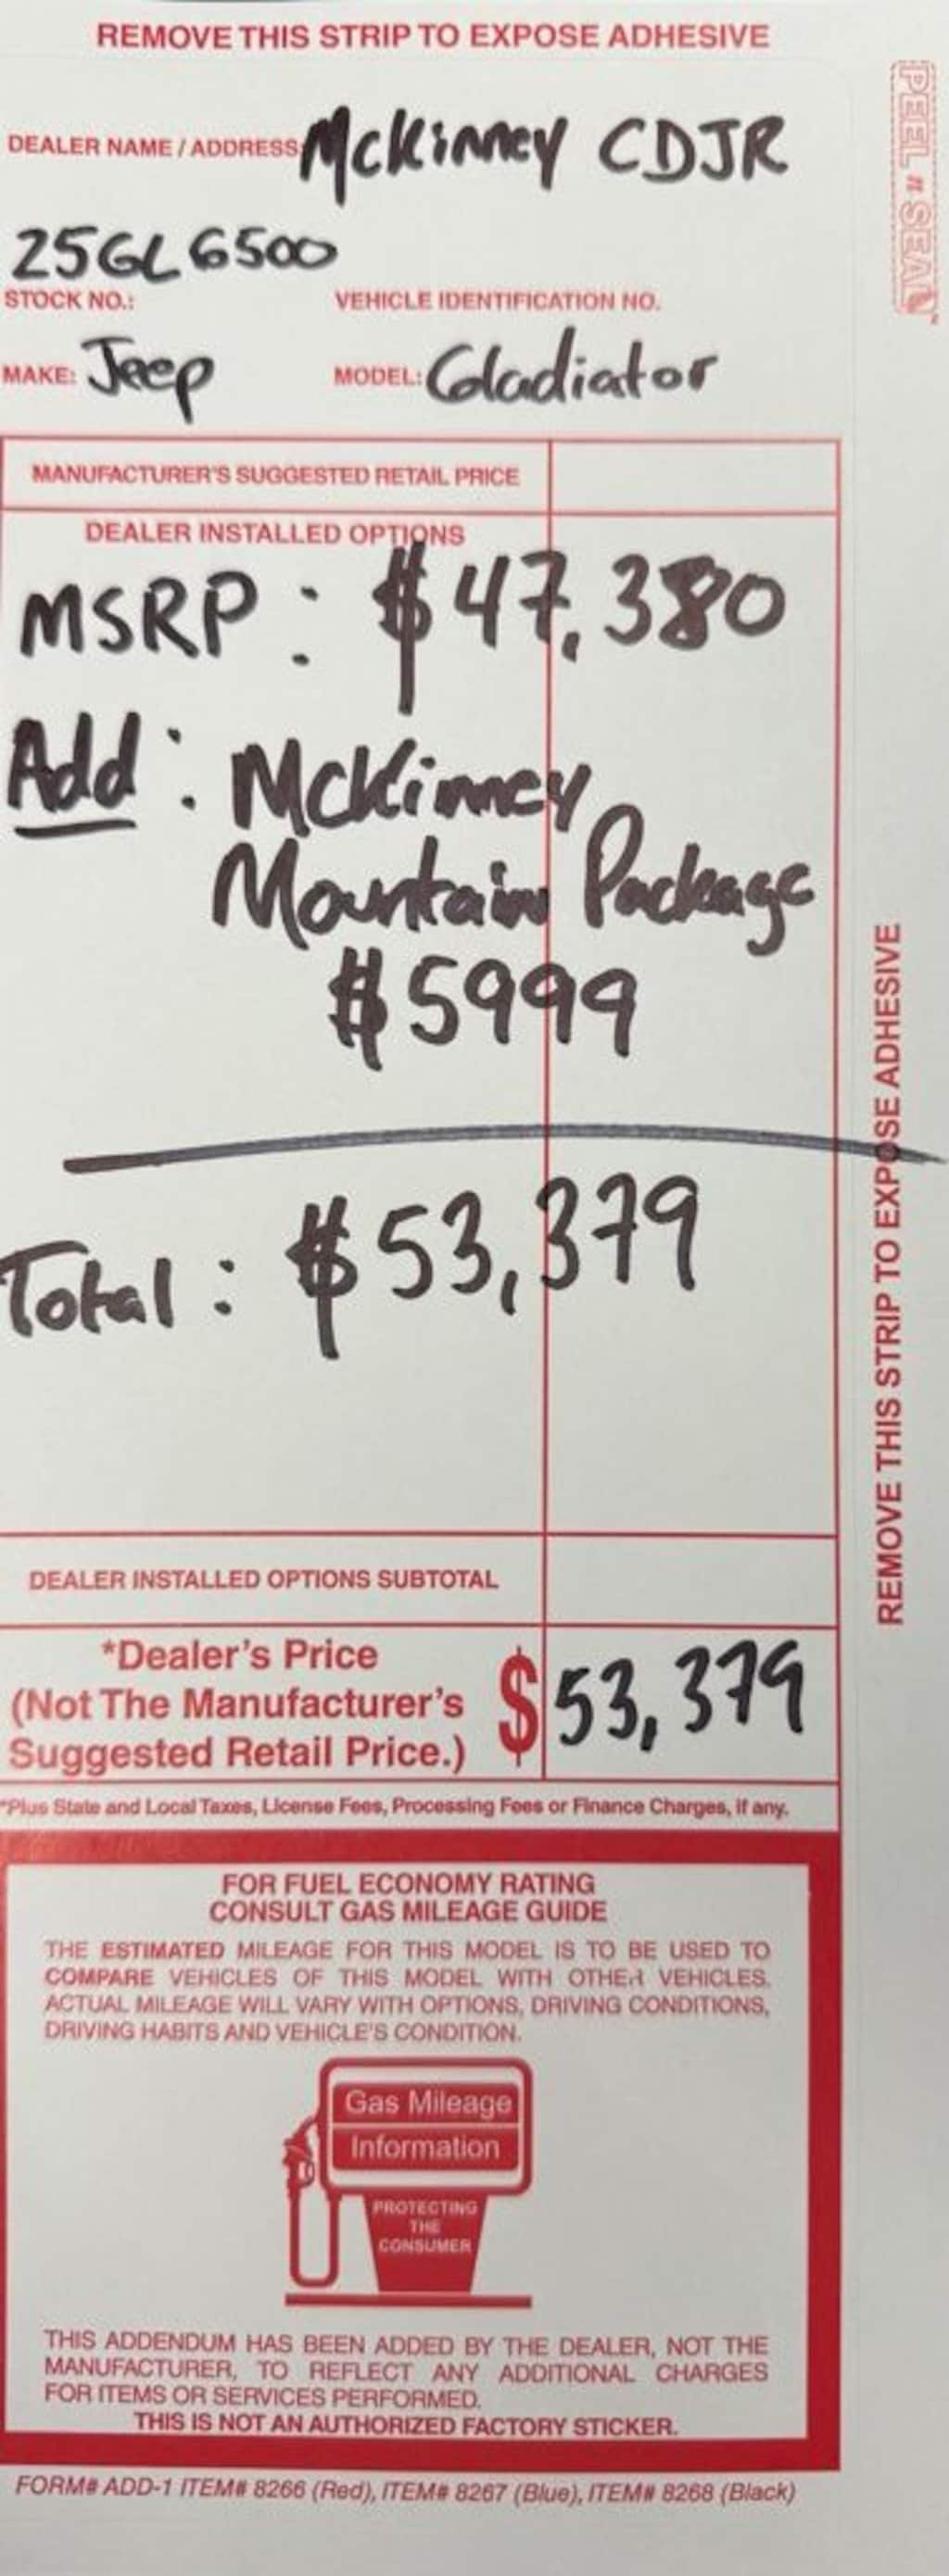 REMOVE THIS STRIP TO EXPOSE ADHESIVE
PEEL n SEAL™
DEALER NAME / ADDRESS: McKinney CDJR
25GL6500
STOCK NO.: VEHICLE IDENTIFICATION NO.
MAKE: Jeep MODEL: Gladiator
MANUFACTURER'S SUGGESTED RETAIL PRICE
DEALER INSTALLED OPTIONS
MSRP: $47,380
Add: McKinney
Mountain Package
$5999
Total: $53,379
REMOVE THIS STRIP TO EXPOSE ADHESIVE
DEALER INSTALLED OPTIONS SUBTOTAL
*Dealer's Price
(Not The Manufacturer's
Suggested Retail Price.) $53,379
*Plus State and Local Taxes, License Fees, Processing Fees or Finance Charges, if any.
FOR FUEL ECONOMY RATING
CONSULT GAS MILEAGE GUIDE
THE ESTIMATED MILEAGE FOR THIS MODEL IS TO BE USED TO
COMPARE VEHICLES OF THIS MODEL WITH OTHER VEHICLES.
ACTUAL MILEAGE WILL VARY WITH OPTIONS, DRIVING CONDITIONS,
DRIVING HABITS AND VEHICLE'S CONDITION.
Gas Mileage
Information
PROTECTING
THE
CONSUMER
THIS ADDENDUM HAS BEEN ADDED BY THE DEALER, NOT THE
MANUFACTURER, TO REFLECT ANY ADDITIONAL CHARGES
FOR ITEMS OR SERVICES PERFORMED.
THIS IS NOT AN AUTHORIZED FACTORY STICKER.
FORM# ADD-1 ITEM# 8266 (Red), ITEM# 8267 (Blue), ITEM# 8268 (Black)